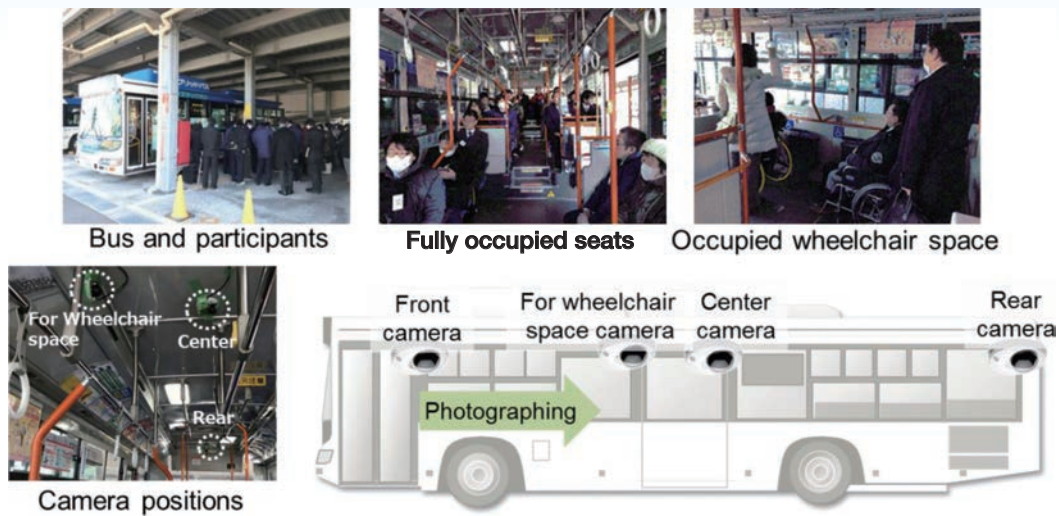 Bus and participants
Fully occupied seats
Occupied wheelchair space
For Wheelchair
space
Center
Rear
Camera positions
Front
camera
For wheelchair
space camera
Center
camera
Rear
camera
Photographing